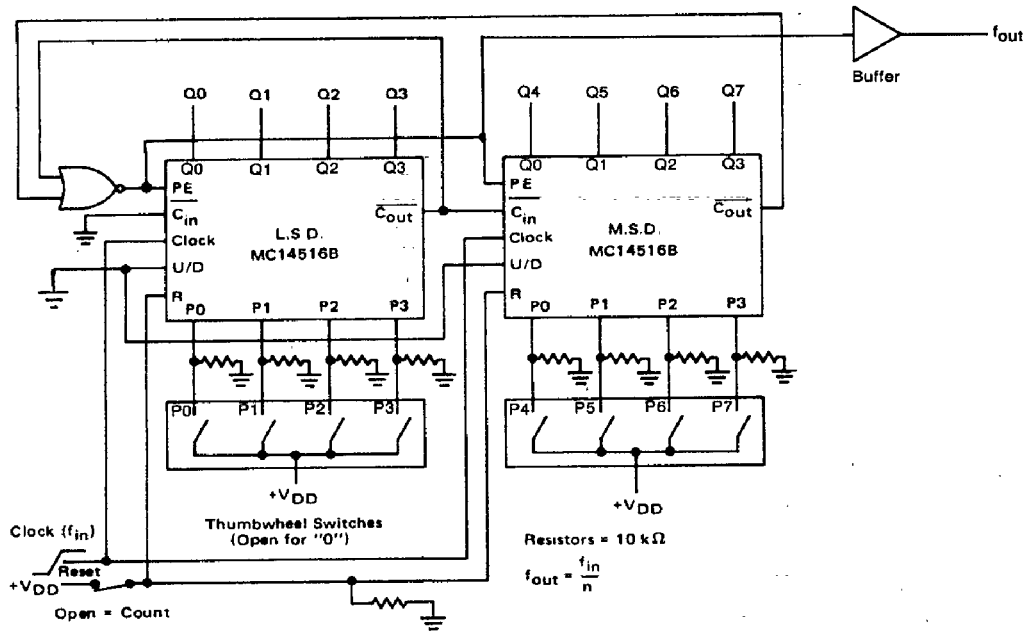 fout
Buffer
Q0 Q1 Q2 Q3
Q4 Q5 Q6 Q7
Q0 Q1 Q2 Q3
Q0 Q1 Q2 Q3
PE
Cin
Clock
U/D
R
Cout
L.S.D.
MC14516B
P0 P1 P2 P3
PE
Cin
Clock
U/D
R
Cout
M.S.D.
MC14516B
P0 P1 P2 P3
P0 P1 P2 P3
P4 P5 P6 P7
+VDD
+VDD
Thumbwheel Switches
(Open for "0")
Clock (fin)
Reset
+VDD
Open = Count
Resistors = 10 kΩ
fout = fin/n